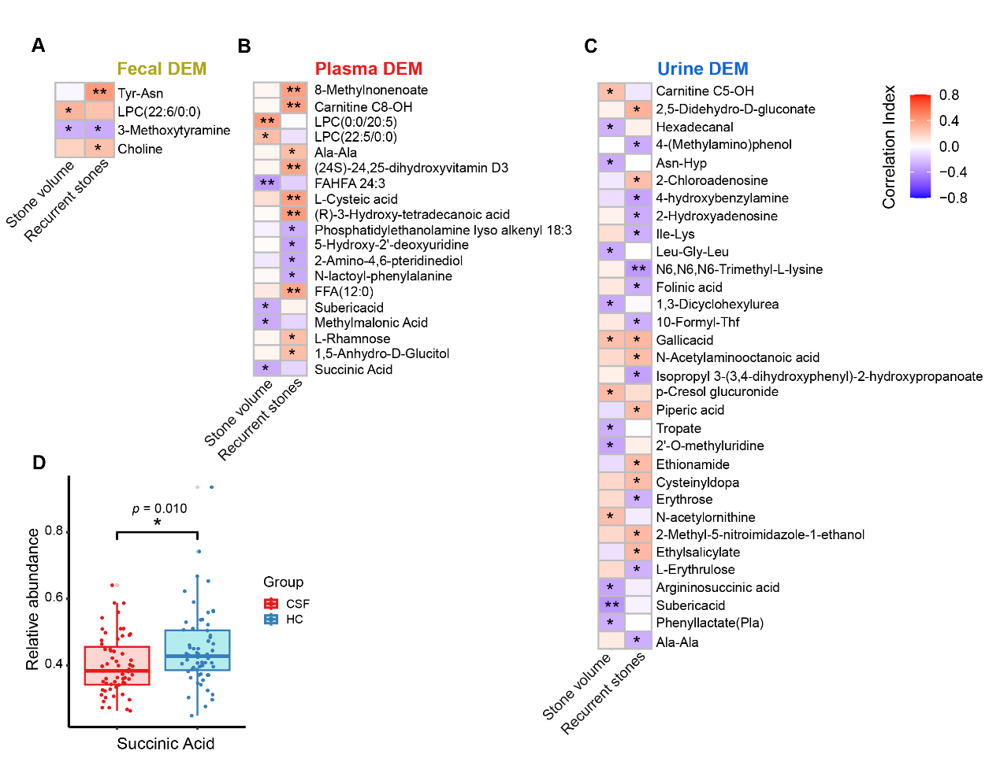 A
Fecal DEM
**
Tyr-Asn
*
LPC(22:6/0:0)
* *
3-Methoxytyramine
*
Choline
Stone volume
Recurrent stones
B
Plasma DEM
**
8-Methylnonenoate
**
Carnitine C8-OH
**
LPC(0:0/20:5)
*
LPC(22:5/0:0)
*
Ala-Ala
**
(24S)-24,25-dihydroxyvitamin D3
**
FAHFA 24:3
**
L-Cysteic acid
**
(R)-3-Hydroxy-tetradecanoic acid
*
Phosphatidylethanolamine lyso alkenyl 18:3
*
5-Hydroxy-2'-deoxyuridine
*
2-Amino-4,6-pteridinediol
*
N-lactoyl-phenylalanine
**
FFA(12:0)
*
Subericacid
*
Methylmalonic Acid
*
L-Rhamnose
*
1,5-Anhydro-D-Glucitol
*
Succinic Acid
Stone volume
Recurrent stones
C
Urine DEM
*
Carnitine C5-OH
*
2,5-Didehydro-D-gluconate
*
Hexadecanal
*
4-(Methylamino)phenol
*
Asn-Hyp
*
2-Chloroadenosine
*
4-hydroxybenzylamine
*
2-Hydroxyadenosine
*
Ile-Lys
*
Leu-Gly-Leu
**
N6,N6,N6-Trimethyl-L-lysine
*
Folinic acid
*
1,3-Dicyclohexylurea
*
10-Formyl-Thf
* *
Gallicacid
*
N-Acetylaminooctanoic acid
*
Isopropyl 3-(3,4-dihydroxyphenyl)-2-hydroxypropanoate
*
p-Cresol glucuronide
*
Piperic acid
*
Tropate
*
2'-O-methyluridine
*
Ethionamide
*
Cysteinyldopa
*
Erythrose
*
N-acetylornithine
*
2-Methyl-5-nitroimidazole-1-ethanol
*
Ethylsalicylate
*
L-Erythrulose
*
Argininosuccinic acid
**
Subericacid
*
Phenyllactate(Pla)
*
Ala-Ala
Stone volume
Recurrent stones
Correlation Index
0.8
0.4
0.0
−0.4
−0.8
D
Relative abundance
0.8
0.6
0.4
p = 0.010
*
Succinic Acid
Group
CSF
HC